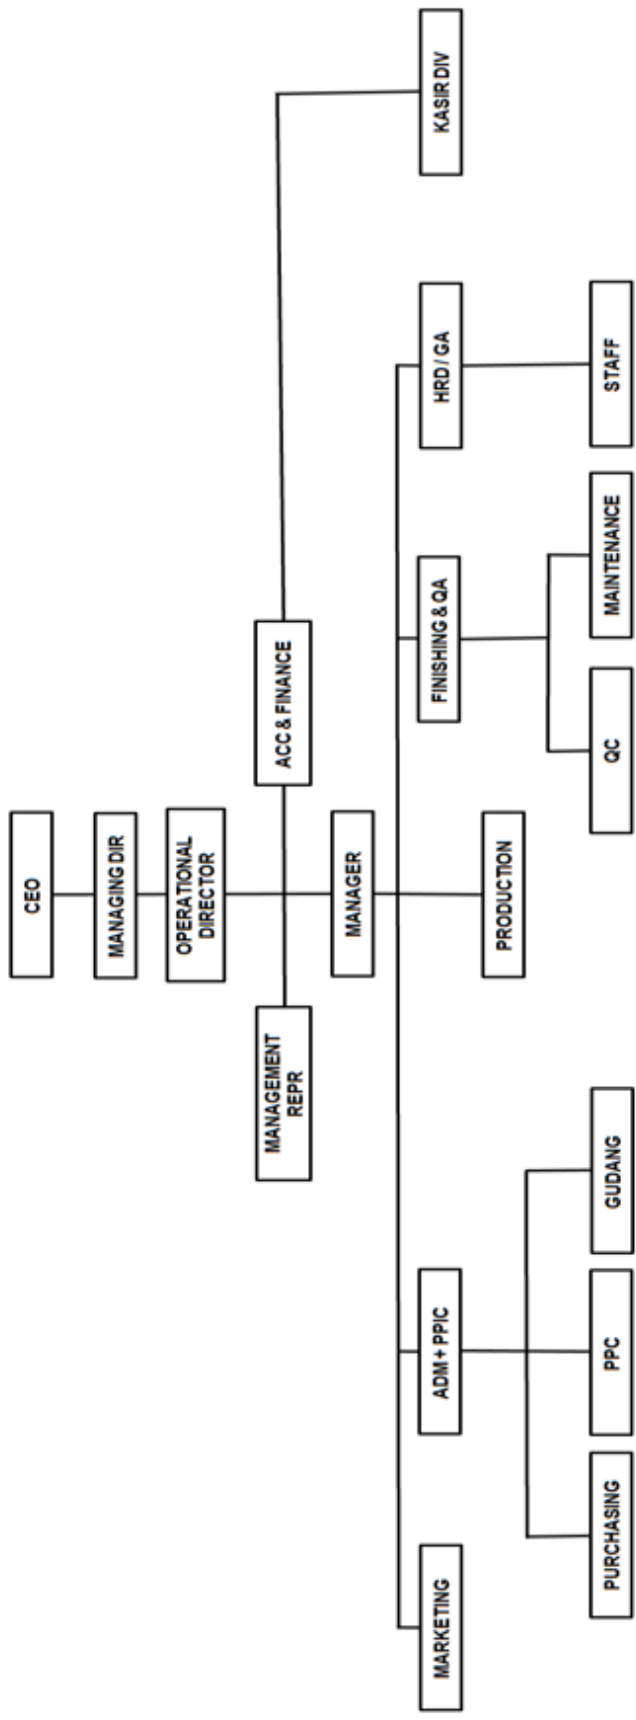 CEO
MANAGING DIR
OPERATIONAL
DIRECTOR
MANAGEMENT
REPR
ACC & FINANCE
MANAGER
MARKETING
ADM + PPIC
FINISHING & QA
HRD / GA
KASIR DIV
PRODUCTION
PURCHASING
PPC
GUDANG
QC
MAINTENANCE
STAFF